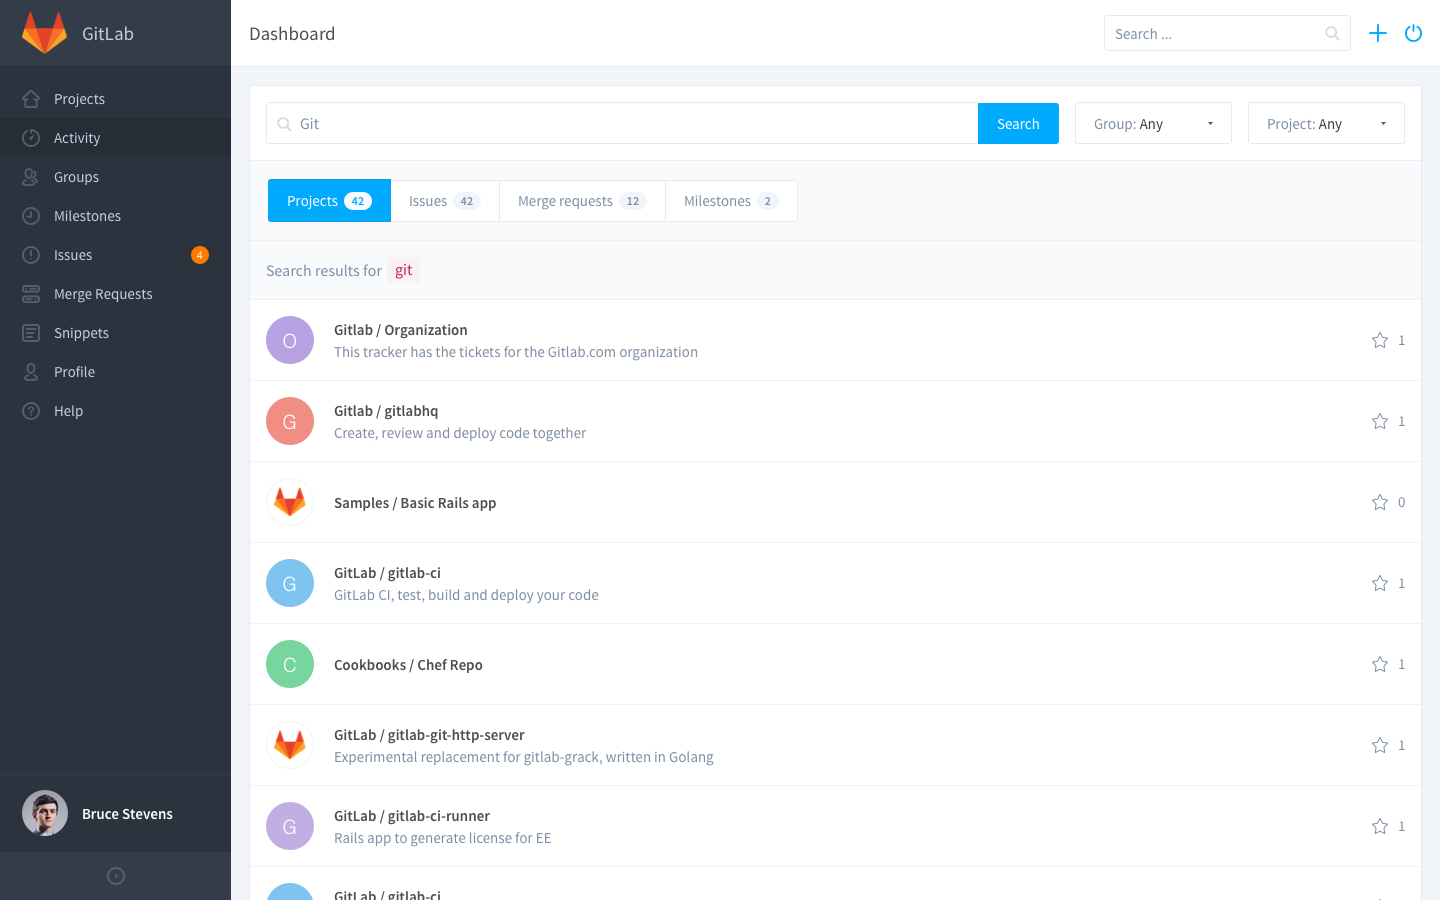 GitLab
Dashboard
Search ...
Projects
Activity
Groups
Milestones
Issues 4
Merge Requests
Snippets
Profile
Help
Bruce Stevens
Git
Search
Group: Any
Project: Any
Projects 42
Issues 42
Merge requests 12
Milestones 2
Search results for git
O
Gitlab / Organization
This tracker has the tickets for the Gitlab.com organization
1
G
Gitlab / gitlabhq
Create, review and deploy code together
1
Samples / Basic Rails app
0
G
GitLab / gitlab-ci
GitLab CI, test, build and deploy your code
1
C
Cookbooks / Chef Repo
1
GitLab / gitlab-git-http-server
Experimental replacement for gitlab-grack, written in Golang
1
G
GitLab / gitlab-ci-runner
Rails app to generate license for EE
1
GitLab / gitlab-ci